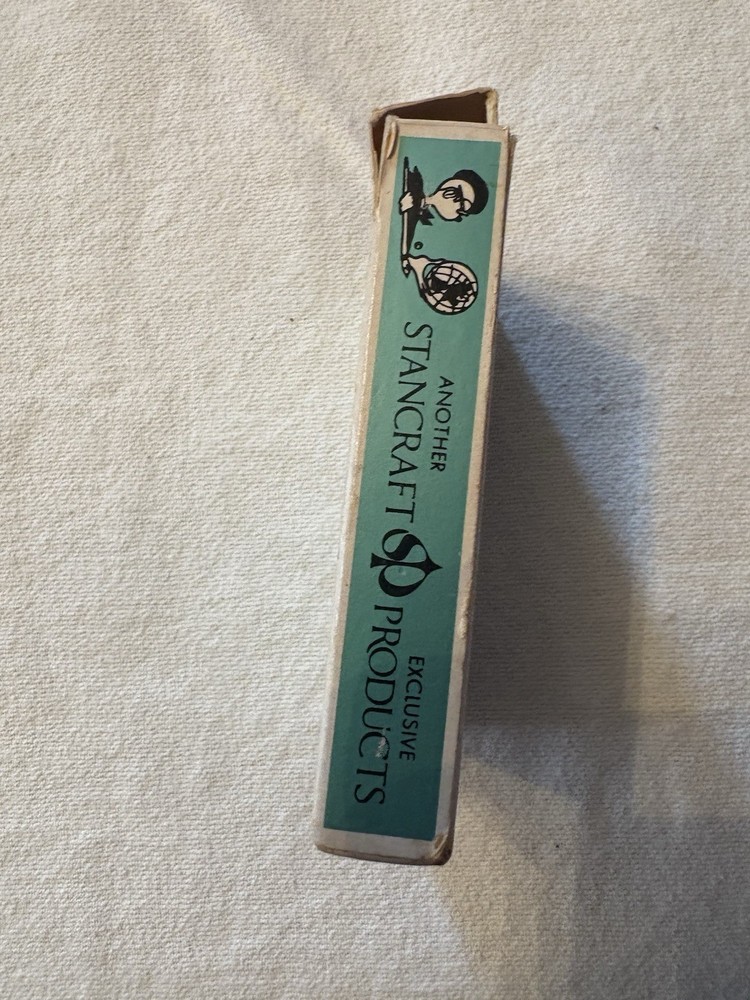 ANOTHER
STANCRAFT SP
EXCLUSIVE
PRODUCTS